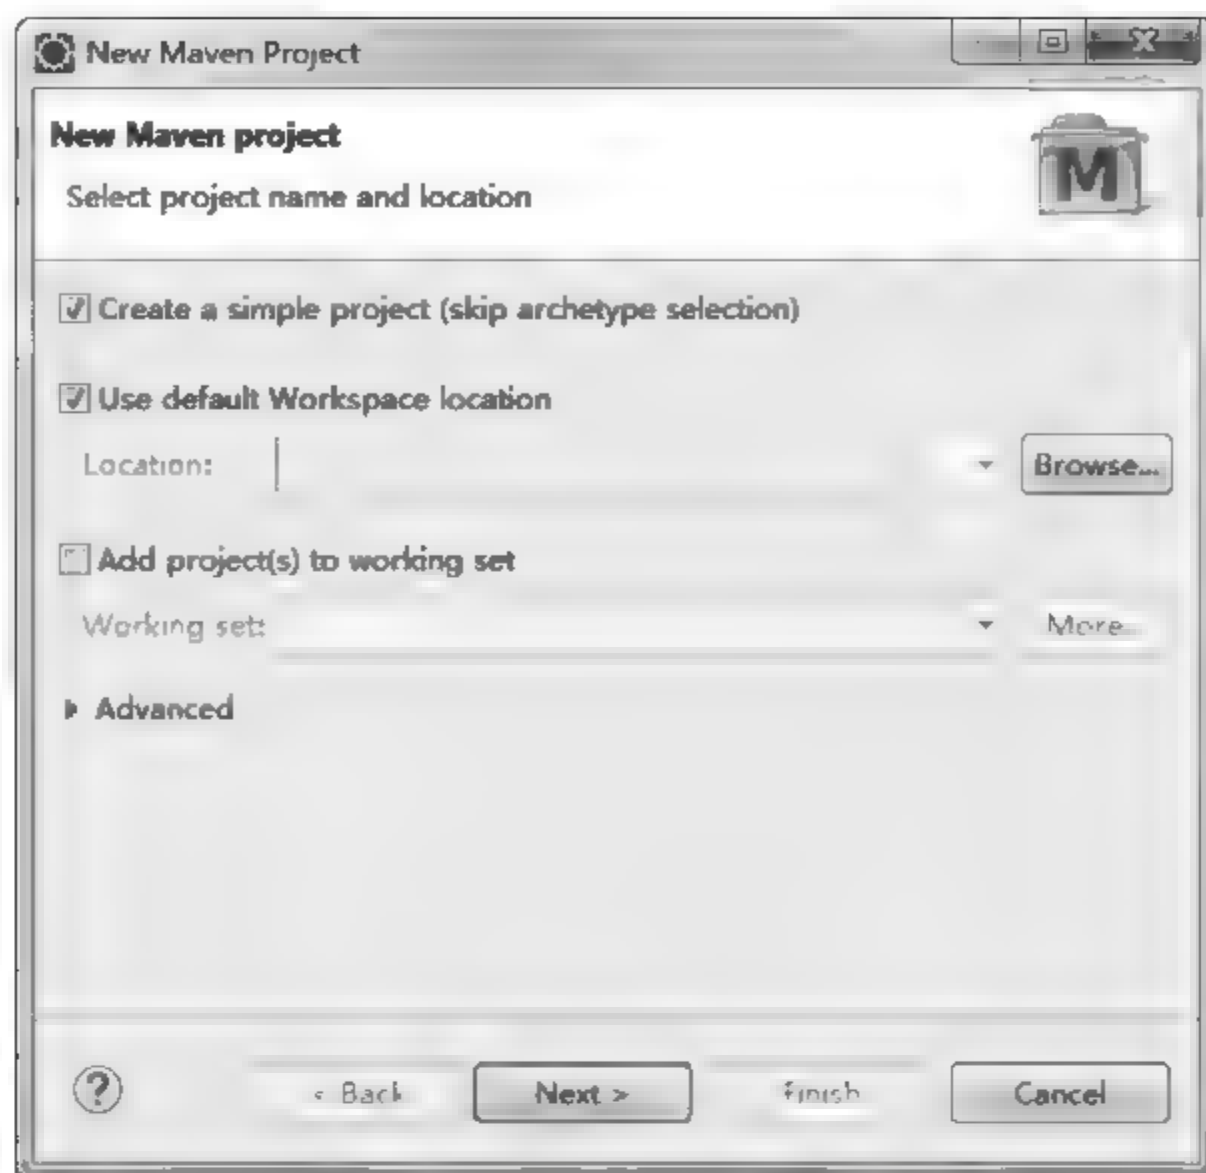 New Maven Project
New Maven project
M
Select project name and location
Create a simple project (skip archetype selection)
Use default Workspace location
Location:
Browse...
Add project(s) to working set
Working set:
More...
Advanced
?
< Back
Next >
Finish
Cancel